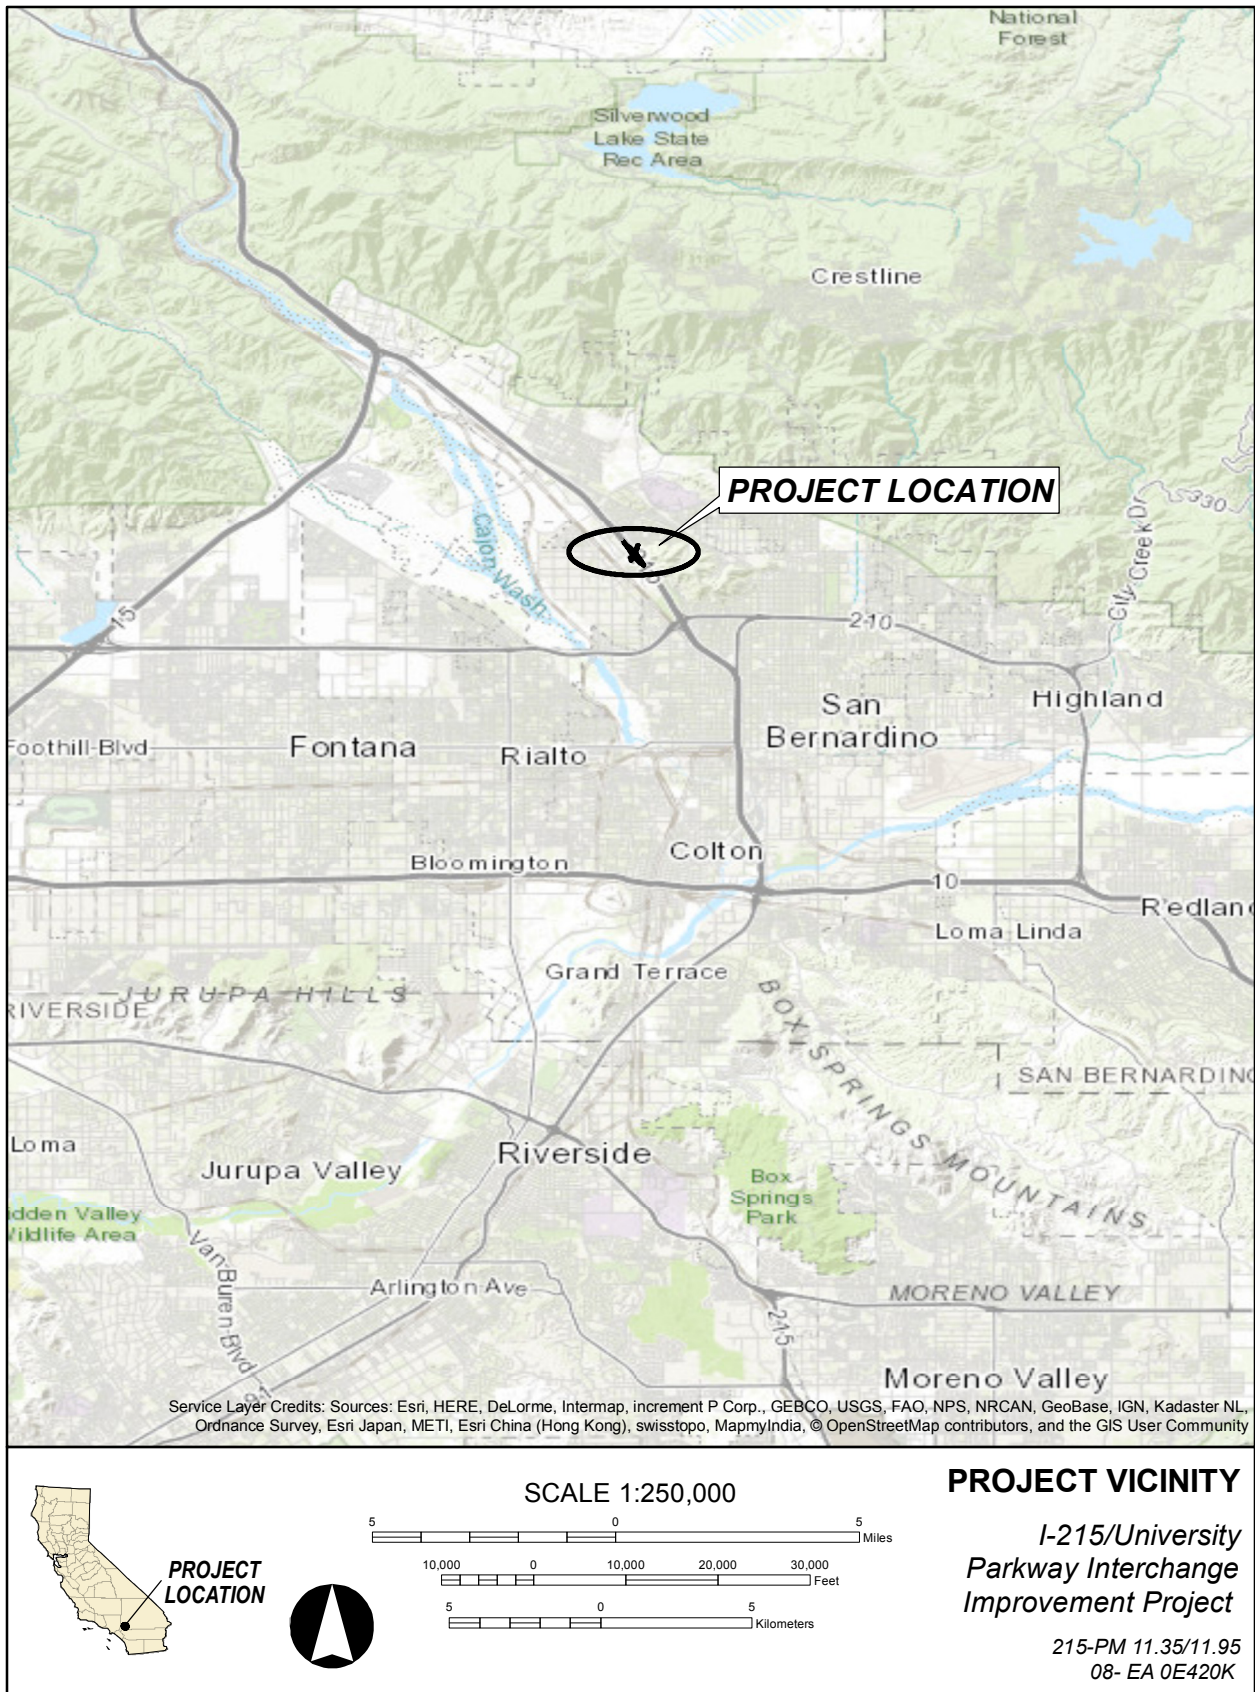 National
Forest
Silverwood
Lake State
Rec Area
Crestline
PROJECT LOCATION
330
City Creek Dr
Cajon Wash
15
210
San
Bernardino
Highland
Foothill Blvd
Fontana
Rialto
Colton
Bloomington
10
Redland
Loma Linda
Grand Terrace
JURUPA HILLS
RIVERSIDE
BOX SPRINGS MOUNTAINS
SAN BERNARDINO
Loma
Riverside
Jurupa Valley
Box
Springs
Park
idden Valley
Wildlife Area
Van Buren Blvd
Arlington Ave
MORENO VALLEY
215
Moreno Valley
Service Layer Credits: Sources: Esri, HERE, DeLorme, Intermap, increment P Corp., GEBCO, USGS, FAO, NPS, NRCAN, GeoBase, IGN, Kadaster NL,
Ordnance Survey, Esri Japan, METI, Esri China (Hong Kong), swisstopo, MapmyIndia, © OpenStreetMap contributors, and the GIS User Community
PROJECT
LOCATION
SCALE 1:250,000
5 0 5 Miles
10,000 0 10,000 20,000 30,000 Feet
5 0 5 Kilometers
PROJECT VICINITY
I-215/University
Parkway Interchange
Improvement Project
215-PM 11.35/11.95
08- EA 0E420K